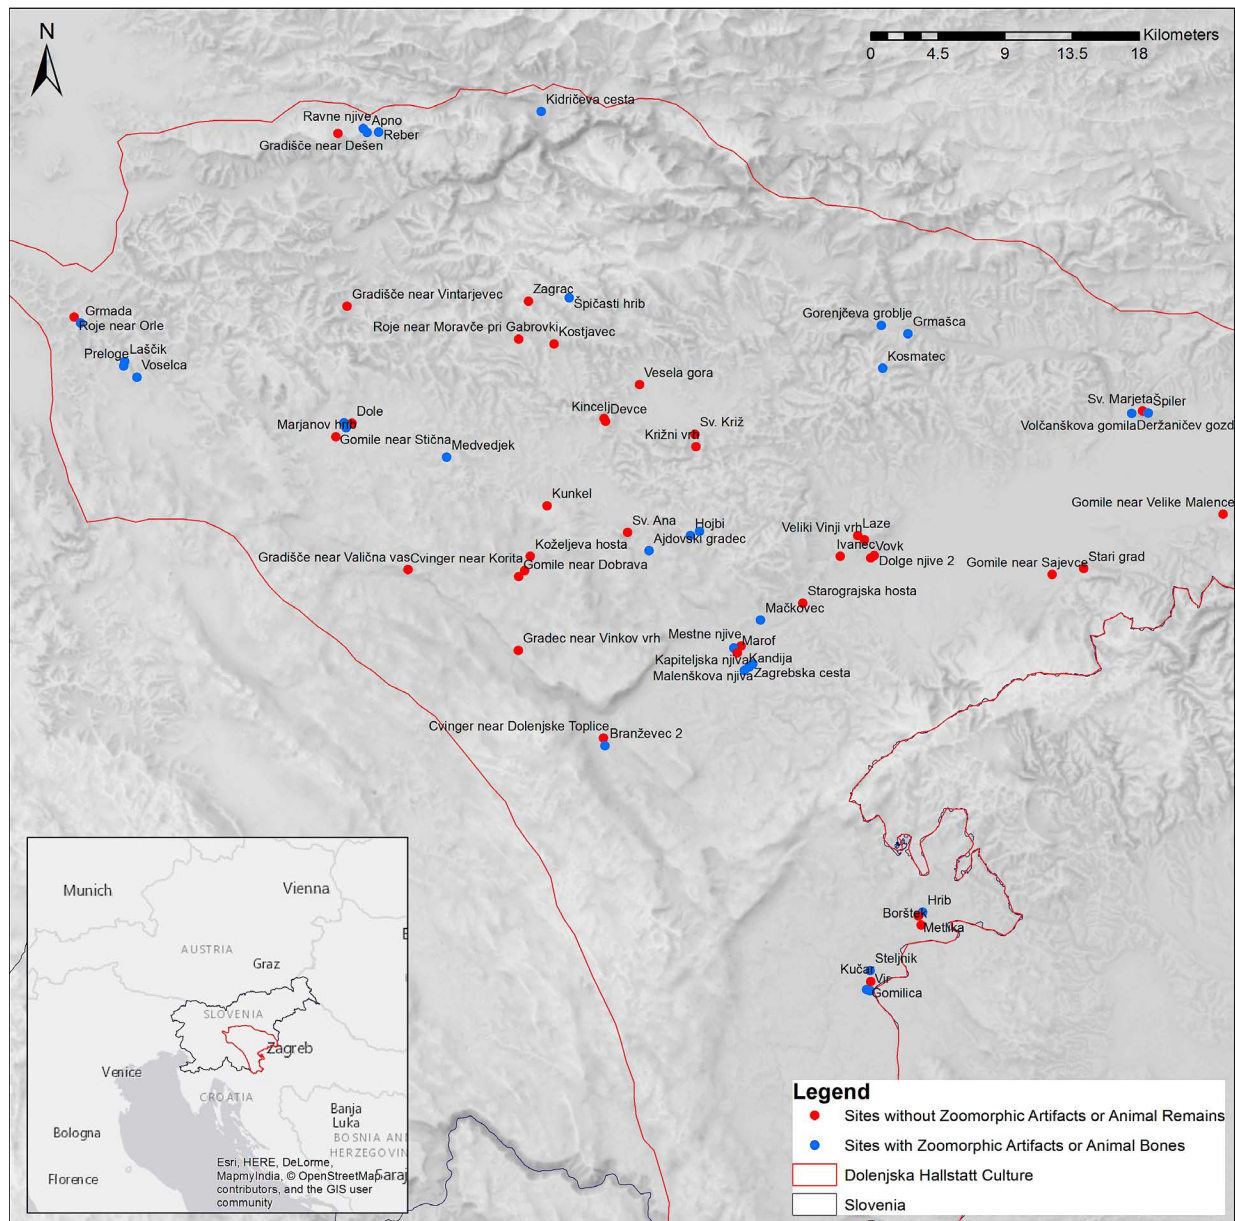 N
Kilometers
0 4.5 9 13.5 18
Kidričeva cesta
Ravne njive
Apno
Reber
Gradišče near Dešen
Gradišče near Vintarjevec
Zagrac
Špičasti hrib
Grmada
Roje near Orle
Roje near Moravče pri Gabrovki
Kostjavec
Gorenjčeva groblje
Grmašca
Preloge
Laščik
Voselca
Kosmatec
Vesela gora
Kincelj
Devce
Sv. Križ
Križni vrh
Sv. Marjeta
Špiler
Volčanškova gomila
Deržaničev gozd
Dole
Marjanov hrib
Gomile near Stična
Medvedjek
Kunkel
Gomile near Velike Malence
Sv. Ana
Hojbi
Ajdovski gradec
Veliki Vinji vrh
Laze
Ivanec
Vovk
Dolge njive 2
Gradišče near Valična vas
Cvinger near Korita
Koželjeva hosta
Gomile near Dobrava
Gomile near Sajevce
Stari grad
Starograjska hosta
Mačkovec
Gradec near Vinkov vrh
Mestne njive
Marof
Kapiteljska njiva
Kandija
Malenškova njiva
Zagrebska cesta
Cvinger near Dolenjske Toplice
Branževec 2
Hrib
Borštek
Metlika
Steljnik
Kučar
Vir
Gomilica
Munich
Vienna
AUSTRIA
Graz
SLOVENIA
Zagreb
Venice
CROATIA
Banja
Luka
Bologna
BOSNIA AND
HERZEGOVIN
Florence
Saraj
Esri, HERE, DeLorme,
MapmyIndia, © OpenStreetMap
contributors, and the GIS user
community
Legend
Sites without Zoomorphic Artifacts or Animal Remains
Sites with Zoomorphic Artifacts or Animal Bones
Dolenjska Hallstatt Culture
Slovenia